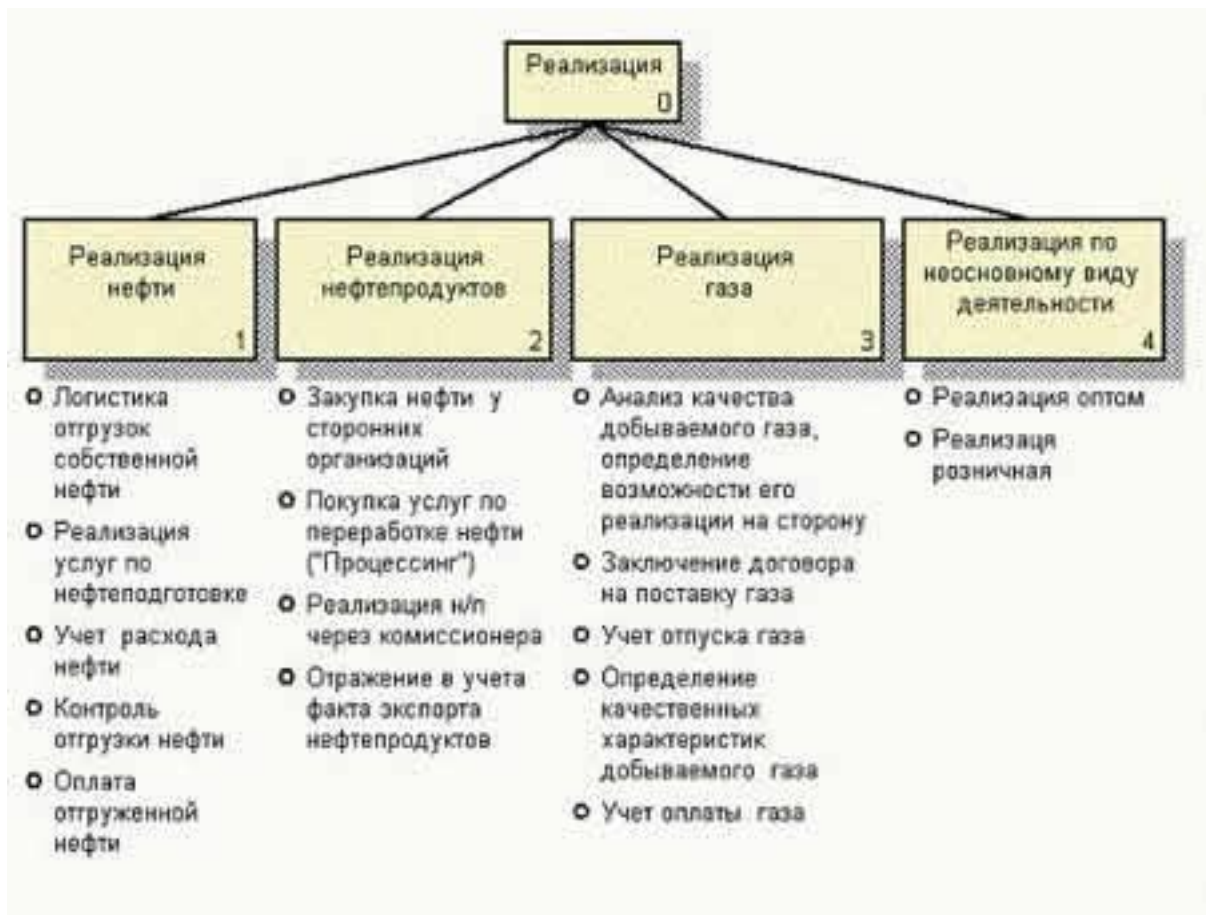 Реализация
0
Реализация
нефти
1
Реализация
нефтепродуктов
2
Реализация
газа
3
Реализация по
неосновному виду
деятельности
4
Логистика
отгрузок
собственной
нефти
Реализация
услуг по
нефтеподготовке
Учет расхода
нефти
Контроль
отгрузки нефти
Оплата
отгруженной
нефти
Закупка нефти у
сторонних
организаций
Покупка услуг по
переработке нефти
("Процессинг")
Реализация н/п
через комиссионера
Отражение в учета
факта экспорта
нефтепродуктов
Анализ качества
добываемого газа,
определение
возможности его
реализации на сторону
Заключение договора
на поставку газа
Учет отпуска газа
Определение
качественных
характеристик
добываемого газа
Учет оплаты газа
Реализация оптом
Реализаця
розничная